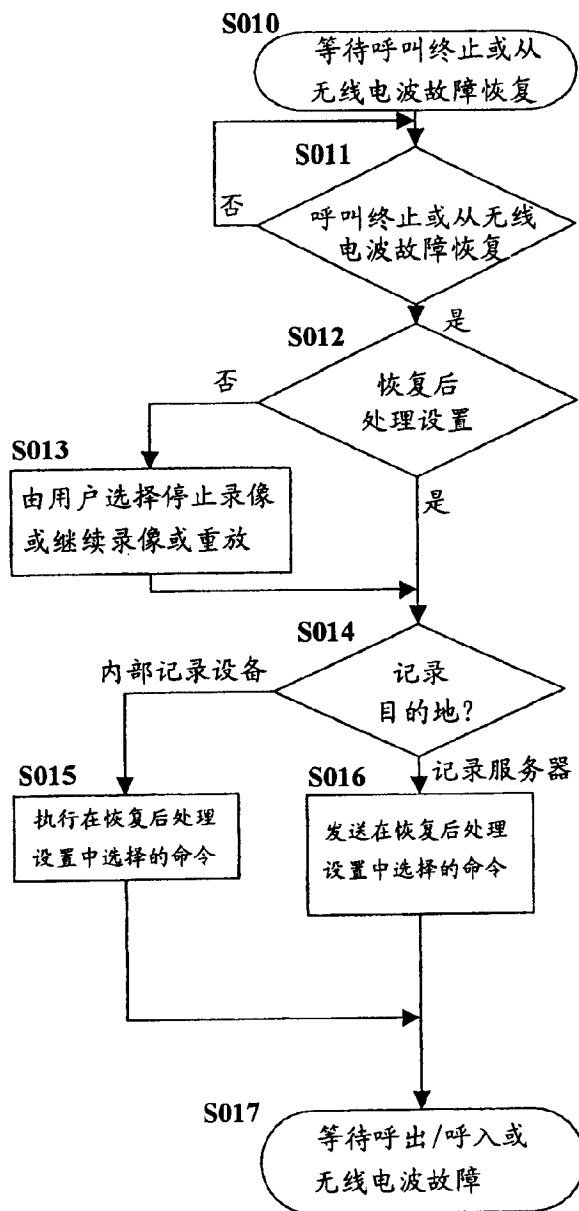 S010
等待呼叫终止或从
无线电波故障恢复
S011
否
呼叫终止或从无线
电波故障恢复
是
S012
否
恢复后
处理设置
S013
由用户选择停止录像
或继续录像或重放
是
S014
内部记录设备
记录
目的地?
S015
记录服务器
S016
执行在恢复后处理
设置中选择的命令
发送在恢复后处理
设置中选择的命令
S017
等待呼出/呼入或
无线电波故障